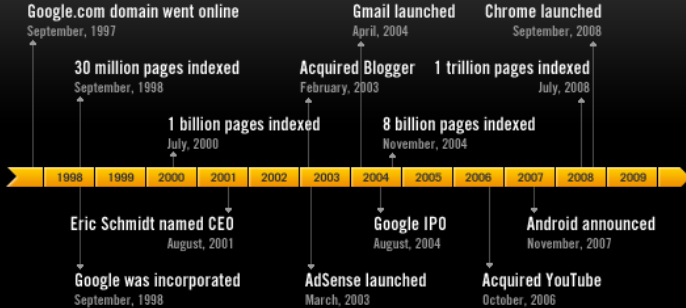 Google.com domain went online
September, 1997
Gmail launched
April, 2004
Chrome launched
September, 2008
30 million pages indexed
September, 1998
Acquired Blogger
February, 2003
1 trillion pages indexed
July, 2008
1 billion pages indexed
July, 2000
8 billion pages indexed
November, 2004
1998 1999 2000 2001 2002 2003 2004 2005 2006 2007 2008 2009
Eric Schmidt named CEO
August, 2001
Google IPO
August, 2004
Android announced
November, 2007
Google was incorporated
September, 1998
AdSense launched
March, 2003
Acquired YouTube
October, 2006